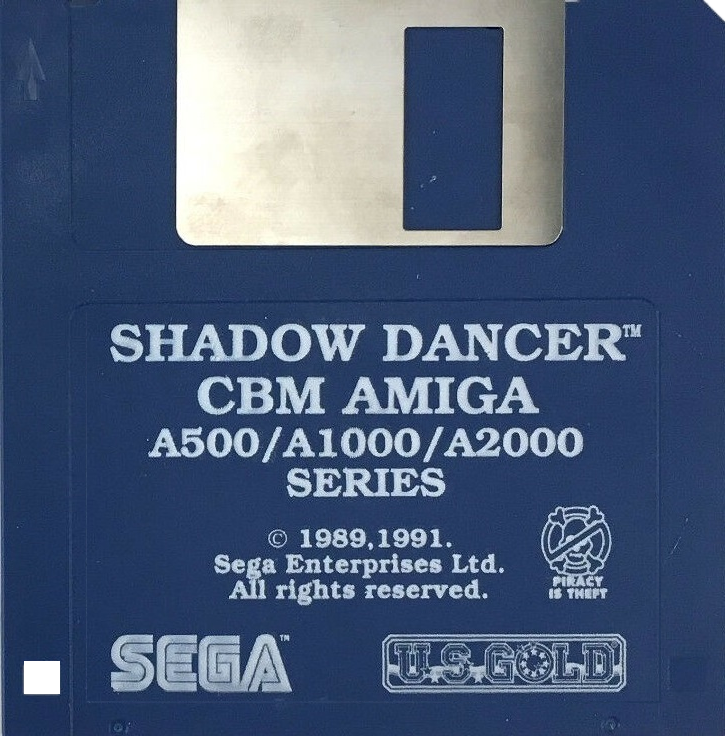 SHADOW DANCER™
CBM AMIGA
A500/A1000/A2000
SERIES
© 1989,1991.
Sega Enterprises Ltd.
All rights reserved.
PIRACY
IS THEFT
SEGA™
U.S. GOLD